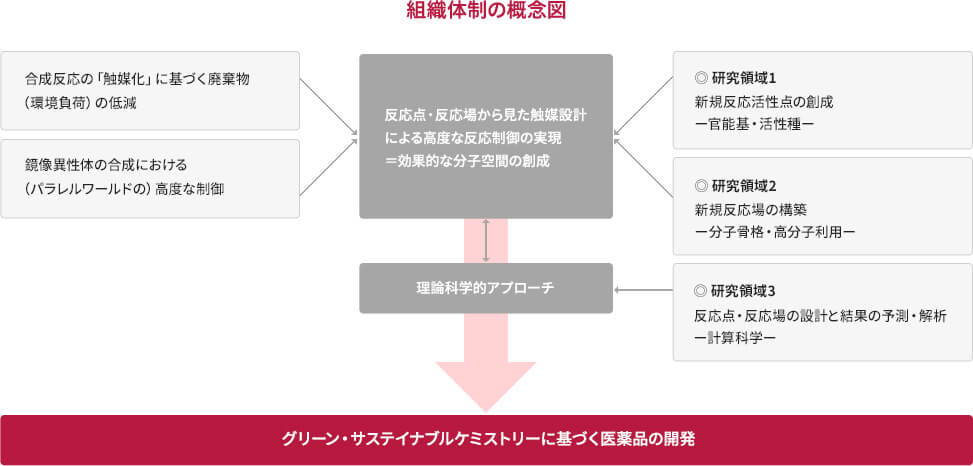 組織体制の概念図
合成反応の「触媒化」に基づく廃棄物
（環境負荷）の低減
鏡像異性体の合成における
（パラレルワールドの）高度な制御
反応点・反応場から見た触媒設計
による高度な反応制御の実現
＝効果的な分子空間の創成
理論科学的アプローチ
◎ 研究領域1
新規反応活性点の創成
ー官能基・活性種ー
◎ 研究領域2
新規反応場の構築
ー分子骨格・高分子利用ー
◎ 研究領域3
反応点・反応場の設計と結果の予測・解析
ー計算科学ー
グリーン・サステイナブルケミストリーに基づく医薬品の開発